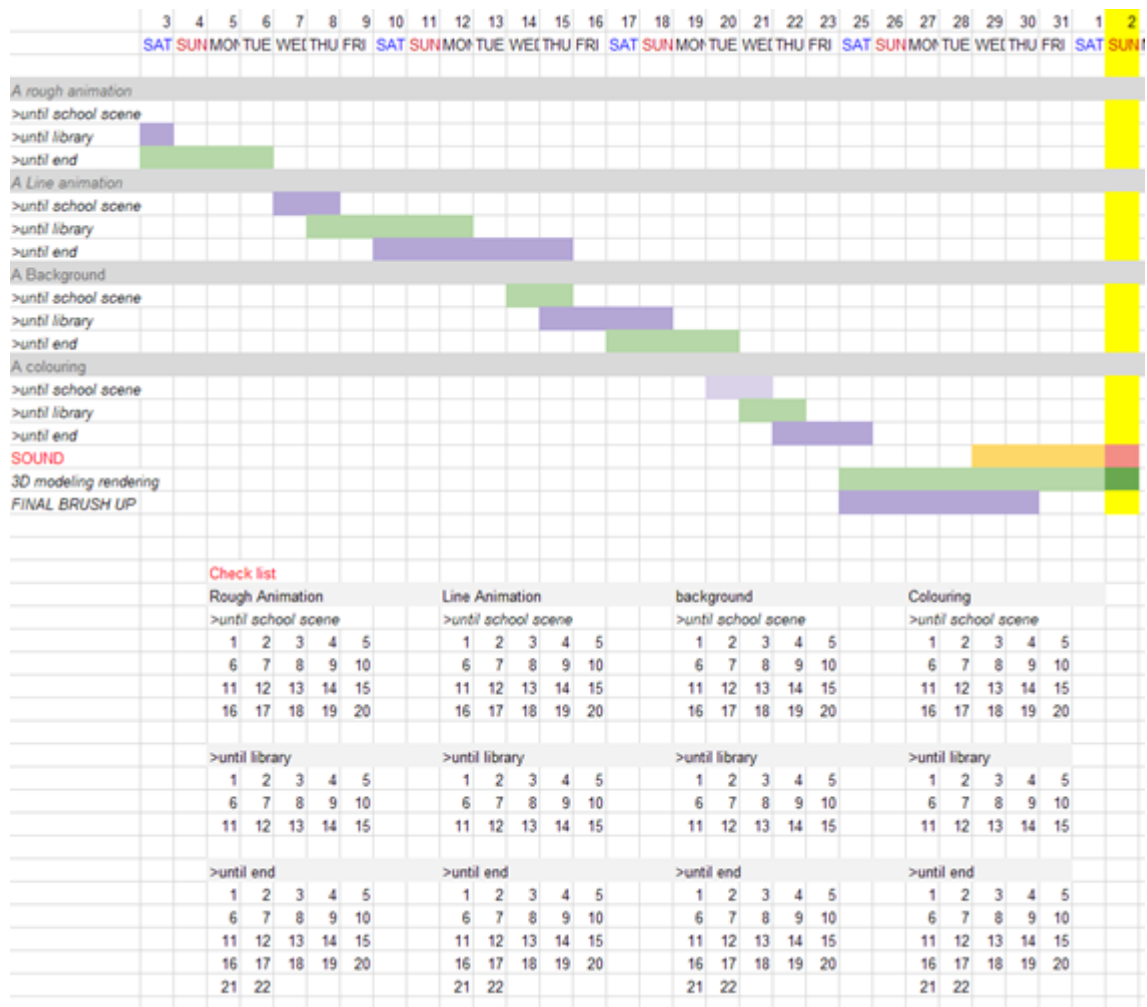 3 4 5 6 7 8 9 10 11 12 13 14 15 16 17 18 19 20 21 22 23 25 26 27 28 29 30 31 1 2
SAT SUN MON TUE WED THU FRI SAT SUN MON TUE WED THU FRI SAT SUN MON TUE WED THU FRI SAT SUN MON TUE WED THU FRI SAT SUN
A rough animation
>until school scene
>until library
>until end
A Line animation
>until school scene
>until library
>until end
A Background
>until school scene
>until library
>until end
A colouring
>until school scene
>until library
>until end
SOUND
3D modeling rendering
FINAL BRUSH UP
Check list
Rough Animation Line Animation background Colouring
>until school scene >until school scene >until school scene >until school scene
1 2 3 4 5 1 2 3 4 5 1 2 3 4 5 1 2 3 4 5
6 7 8 9 10 6 7 8 9 10 6 7 8 9 10 6 7 8 9 10
11 12 13 14 15 11 12 13 14 15 11 12 13 14 15 11 12 13 14 15
16 17 18 19 20 16 17 18 19 20 16 17 18 19 20 16 17 18 19 20
>until library >until library >until library >until library
1 2 3 4 5 1 2 3 4 5 1 2 3 4 5 1 2 3 4 5
6 7 8 9 10 6 7 8 9 10 6 7 8 9 10 6 7 8 9 10
11 12 13 14 15 11 12 13 14 15 11 12 13 14 15 11 12 13 14 15
>until end >until end >until end >until end
1 2 3 4 5 1 2 3 4 5 1 2 3 4 5 1 2 3 4 5
6 7 8 9 10 6 7 8 9 10 6 7 8 9 10 6 7 8 9 10
11 12 13 14 15 11 12 13 14 15 11 12 13 14 15 11 12 13 14 15
16 17 18 19 20 16 17 18 19 20 16 17 18 19 20 16 17 18 19 20
21 22 21 22 21 22 21 22